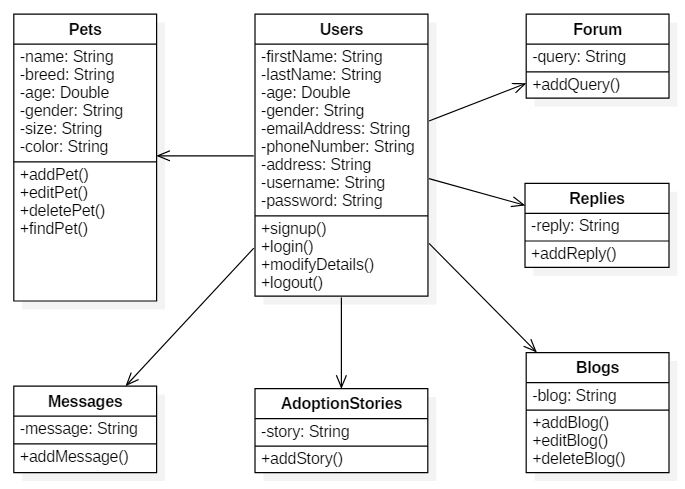 Pets
-name: String
-breed: String
-age: Double
-gender: String
-size: String
-color: String
+addPet()
+editPet()
+deletePet()
+findPet()
Users
-firstName: String
-lastName: String
-age: Double
-gender: String
-emailAddress: String
-phoneNumber: String
-address: String
-username: String
-password: String
+signup()
+login()
+modifyDetails()
+logout()
Forum
-query: String
+addQuery()
Replies
-reply: String
+addReply()
Messages
-message: String
+addMessage()
AdoptionStories
-story: String
+addStory()
Blogs
-blog: String
+addBlog()
+editBlog()
+deleteBlog()